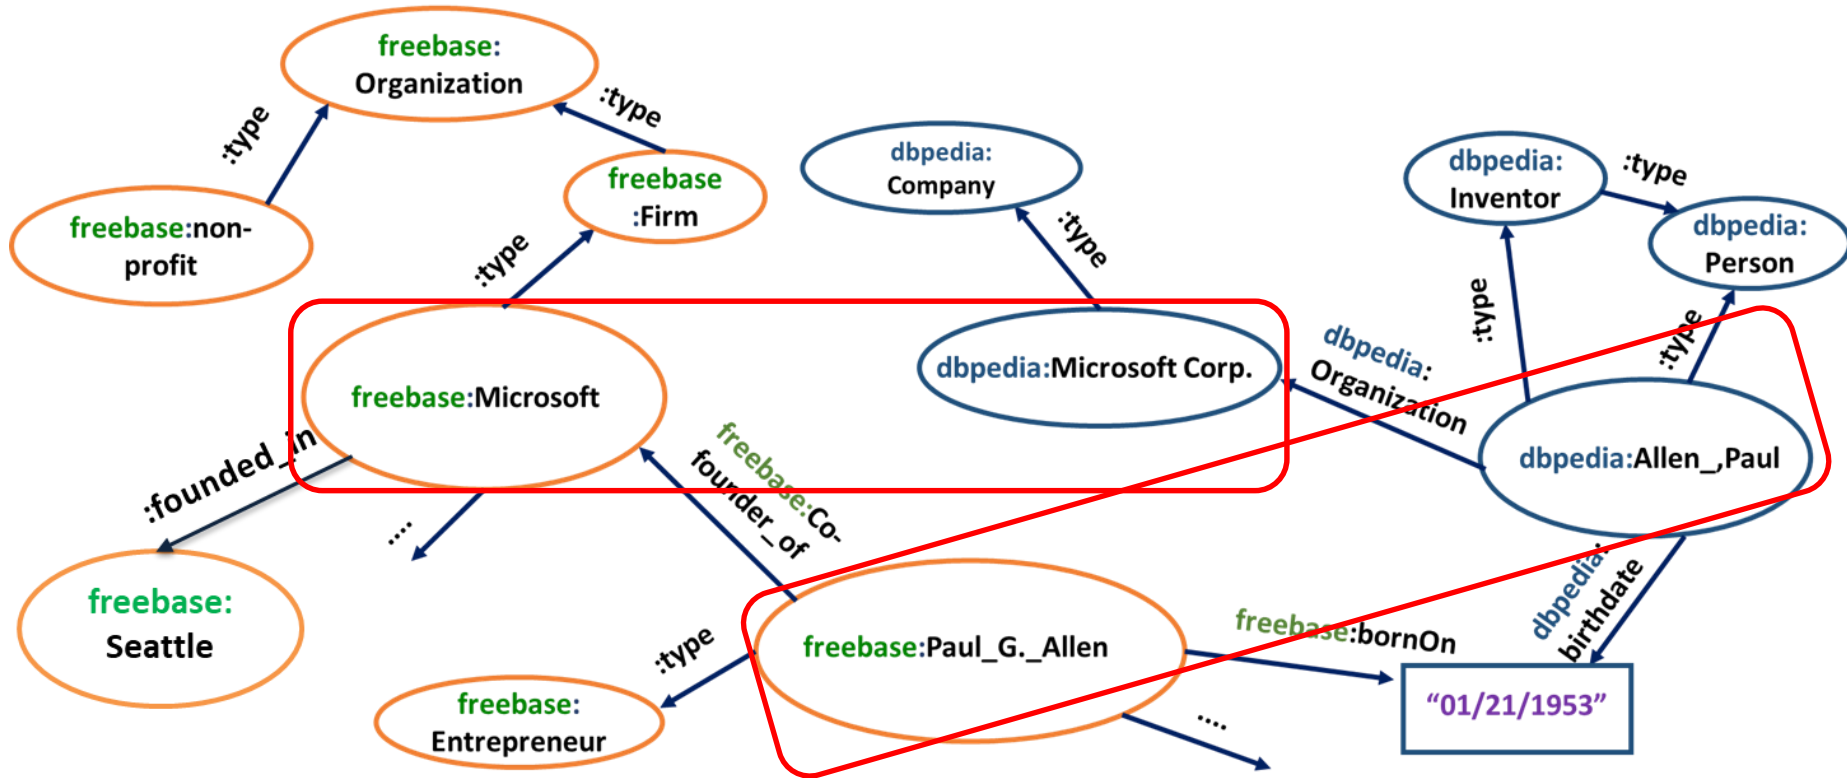 freebase:
Organization
:type
:type
freebase:non-
profit
freebase
:Firm
dbpedia:
Company
dbpedia:
Inventor
:type
dbpedia:
Person
:type
:type
:type
:type
freebase:Microsoft
dbpedia:Microsoft Corp.
dbpedia:
Organization
dbpedia:Allen_,Paul
:founded_in
....
freebase:Co-
founder_of
freebase:
Seattle
:type
freebase:Paul_G._Allen
freebase:bornOn
dbpedia:
birthdate
freebase:
Entrepreneur
....
“01/21/1953”